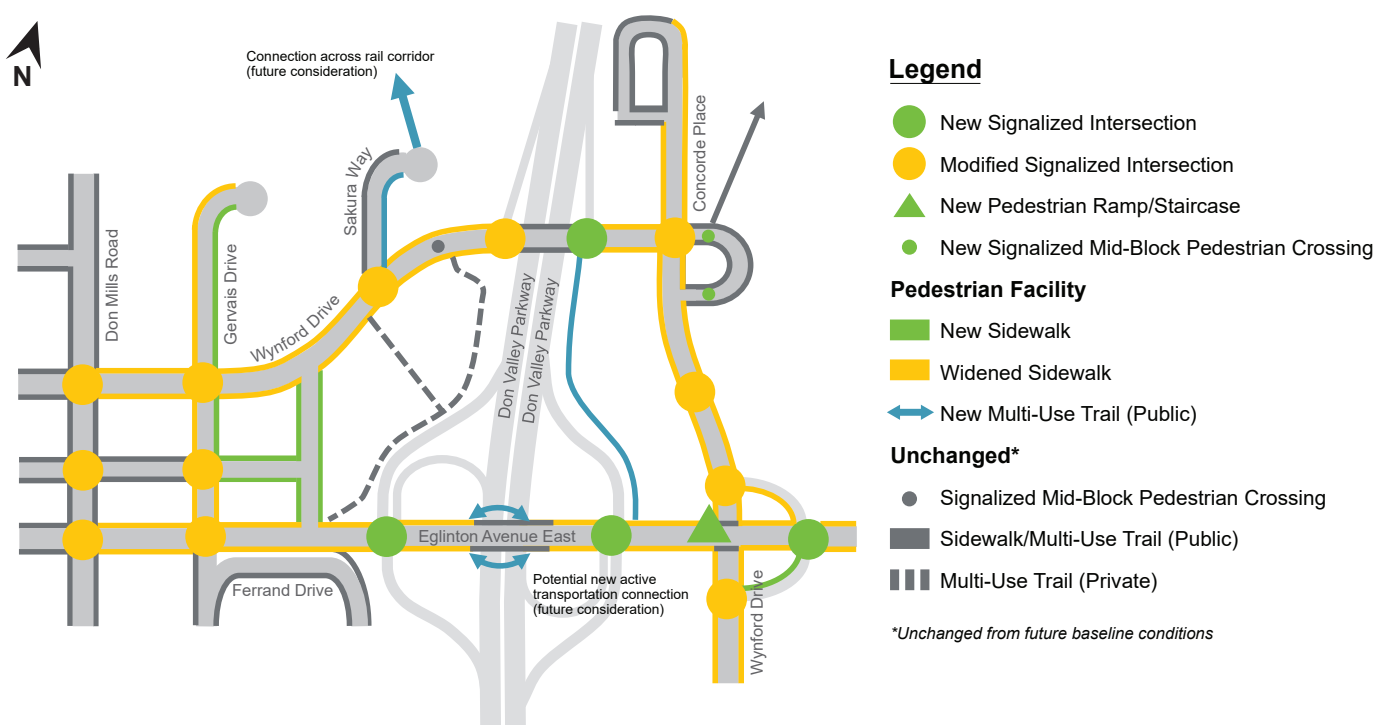 N
Connection across rail corridor
(future consideration)
Don Mills Road
Gervais Drive
Wynford Drive
Sakura Way
Don Valley Parkway
Don Valley Parkway
Concorde Place
Eglinton Avenue East
Ferrand Drive
Potential new active
transportation connection
(future consideration)
Wynford Drive
Legend
New Signalized Intersection
Modified Signalized Intersection
New Pedestrian Ramp/Staircase
New Signalized Mid-Block Pedestrian Crossing
Pedestrian Facility
New Sidewalk
Widened Sidewalk
New Multi-Use Trail (Public)
Unchanged*
Signalized Mid-Block Pedestrian Crossing
Sidewalk/Multi-Use Trail (Public)
Multi-Use Trail (Private)
*Unchanged from future baseline conditions